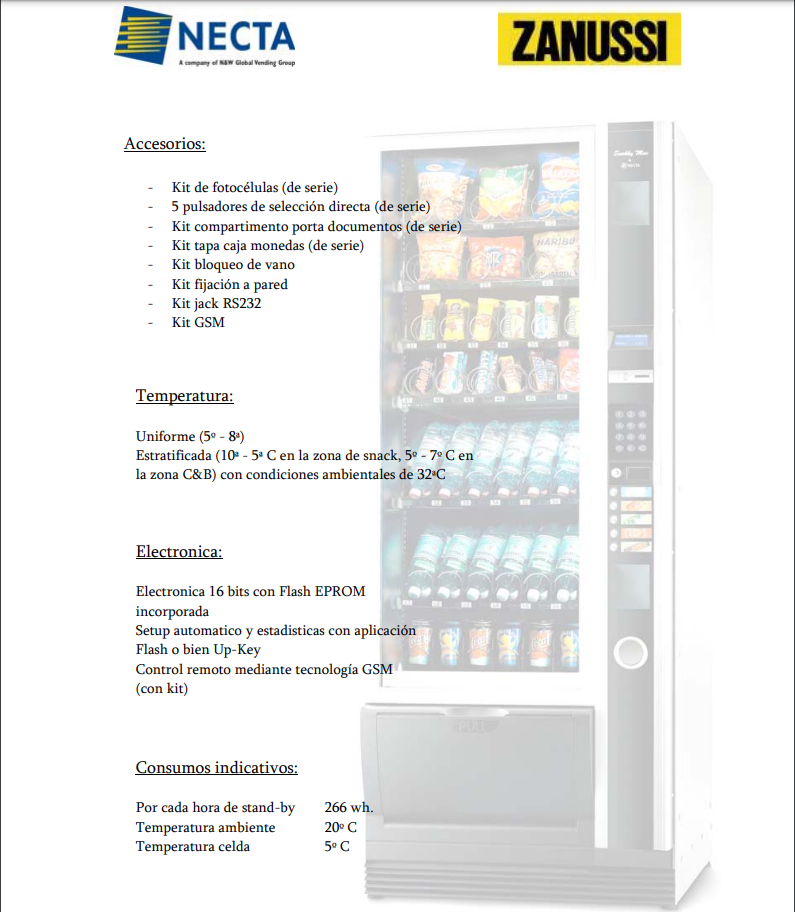 NECTA
A company of N&W Global Vending Group
ZANUSSI
Accesorios:
- Kit de fotocélulas (de serie)
- 5 pulsadores de selección directa (de serie)
- Kit compartimento porta documentos (de serie)
- Kit tapa caja monedas (de serie)
- Kit bloqueo de vano
- Kit fijación a pared
- Kit jack RS232
- Kit GSM
Temperatura:
Uniforme (5º - 8ª)
Estratificada (10ª - 5ª C en la zona de snack, 5º - 7º C en
la zona C&B) con condiciones ambientales de 32ªC
Electronica:
Electronica 16 bits con Flash EPROM
incorporada
Setup automatico y estadisticas con aplicación
Flash o bien Up-Key
Control remoto mediante tecnología GSM
(con kit)
PULL
Consumos indicativos:
Por cada hora de stand-by 266 wh.
Temperatura ambiente 20º C
Temperatura celda 5º C